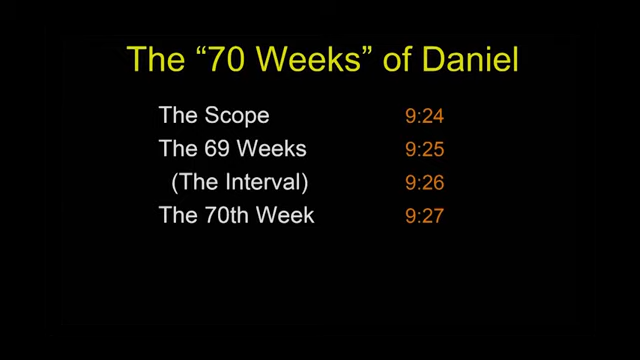 The “70 Weeks” of Daniel
The Scope 9:24
The 69 Weeks 9:25
(The Interval) 9:26
The 70th Week 9:27